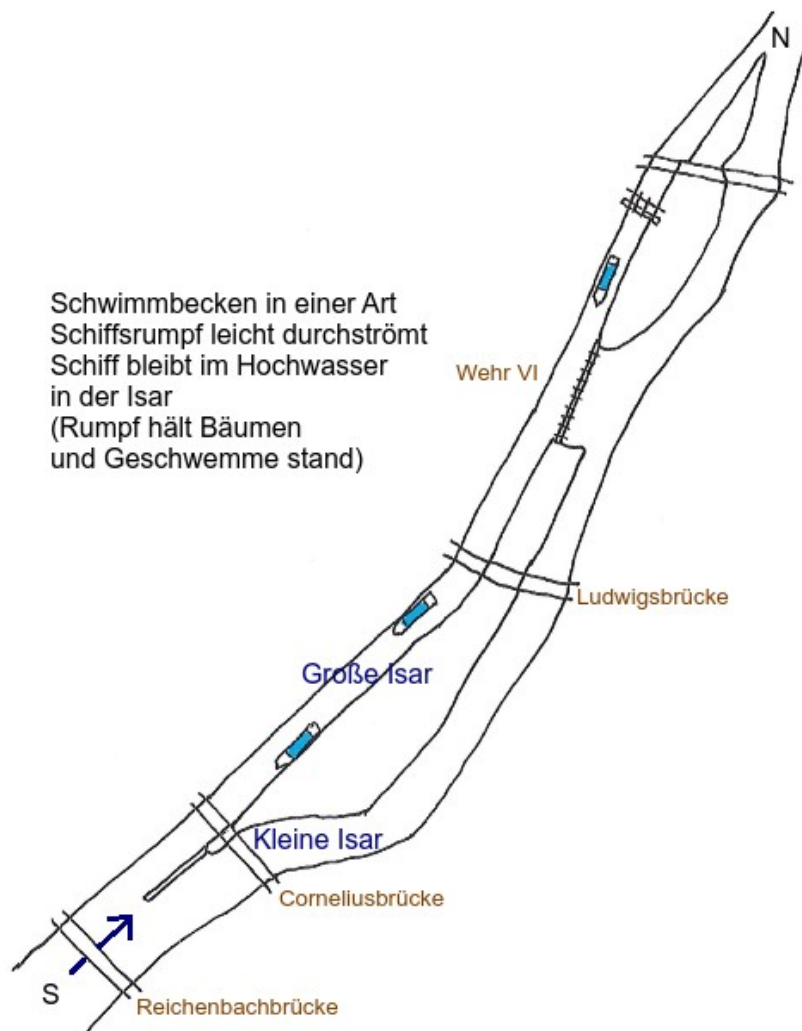 N
Schwimmbecken in einer Art
Schiffsrumpf leicht durchströmt
Schiff bleibt im Hochwasser
in der Isar
(Rumpf hält Bäumen
und Geschwemme stand)
Wehr VI
Ludwigsbrücke
Große Isar
Kleine Isar
Corneliusbrücke
S
Reichenbachbrücke